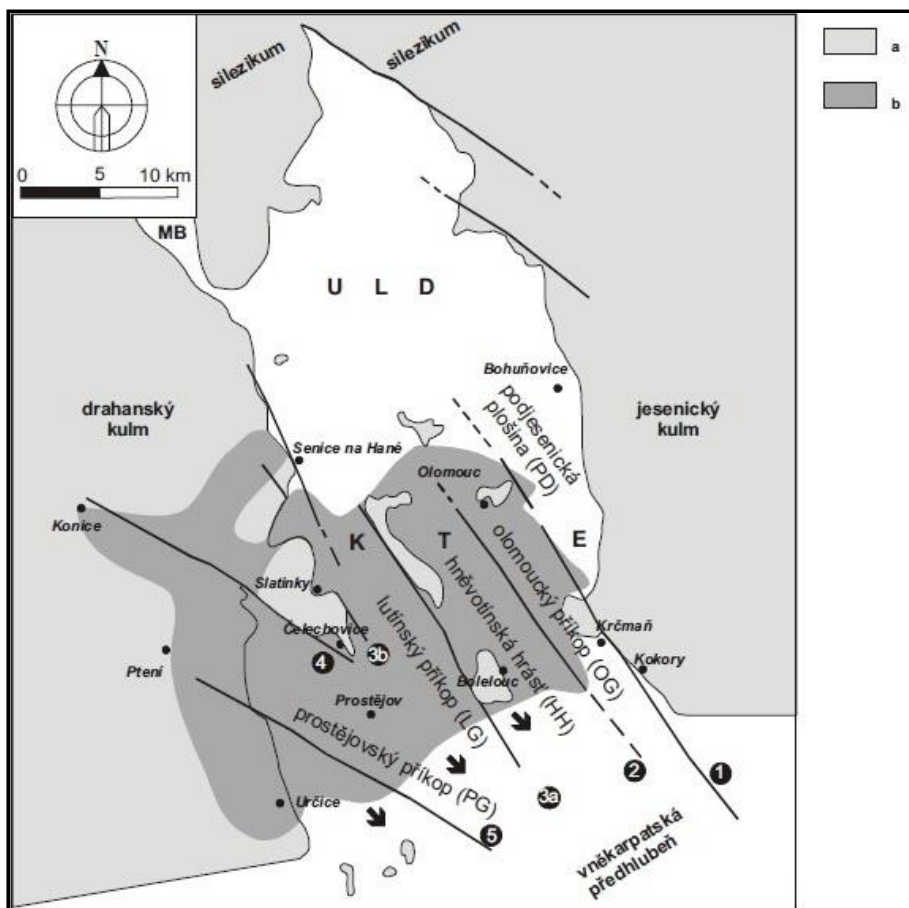 silezikum
silezikum
a
b
N
0 5 10 km
MB
U L D
Bohuňovice
drahanský
kulm
podjesenická
plošina (PD)
jesenický
kulm
Senice na Hané
Olomouc
Konice
K T E
olomoucký příkop (OG)
hněvotínská hrásť (HH)
lutínský příkop (LG)
Slatinky
Čelechovice
Krčmaň
Kokory
4
3b
Ptení
Bolelouc
Prostějov
prostějovský příkop (PG)
2
1
3a
Určice
5
vněkarpatská
předhlubeň